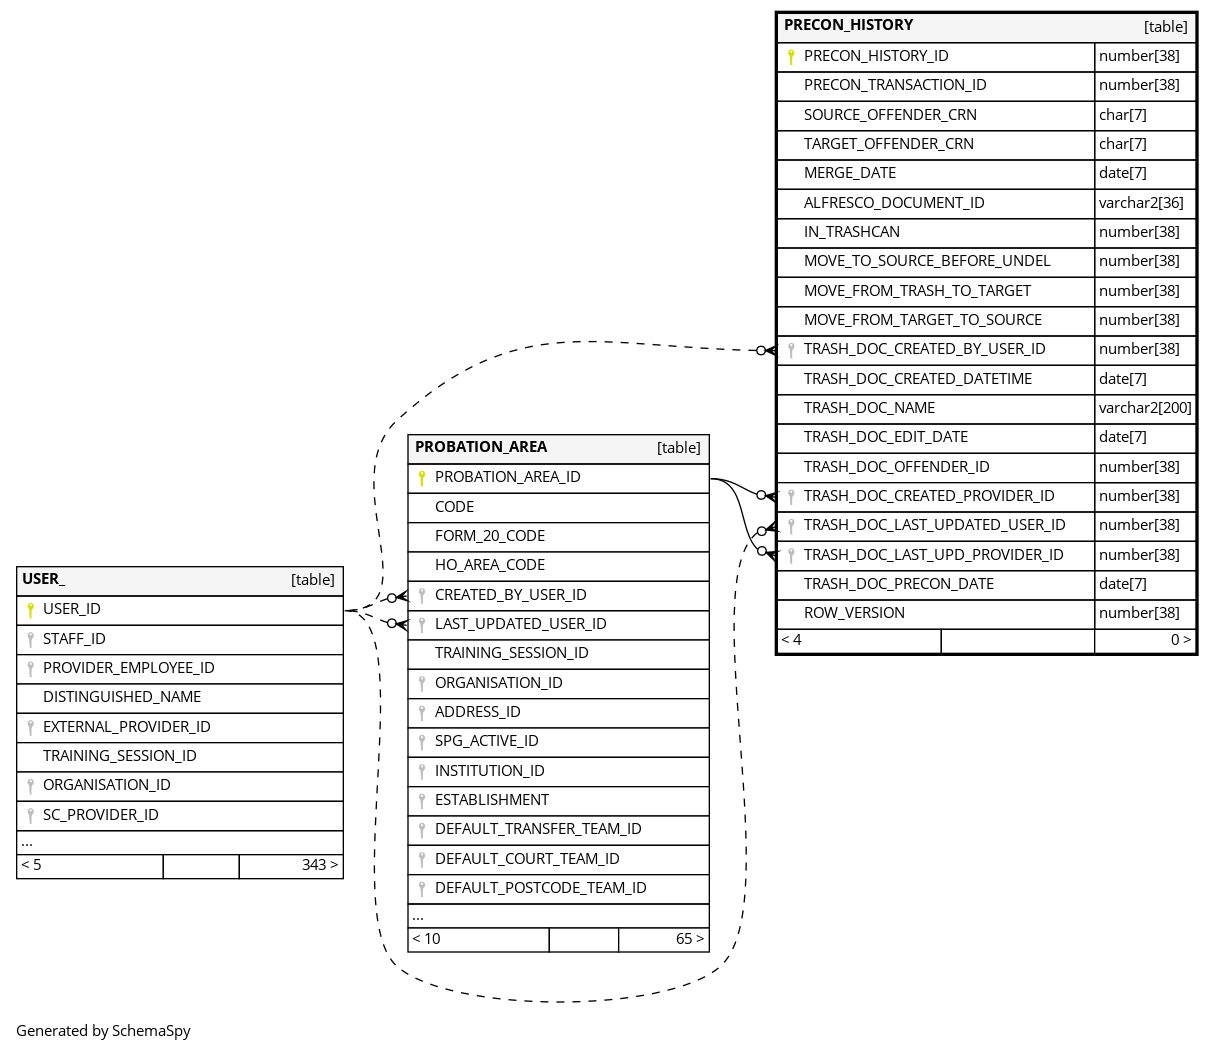 PRECON_HISTORY [table]
PRECON_HISTORY_ID number[38]
PRECON_TRANSACTION_ID number[38]
SOURCE_OFFENDER_CRN char[7]
TARGET_OFFENDER_CRN char[7]
MERGE_DATE date[7]
ALFRESCO_DOCUMENT_ID varchar2[36]
IN_TRASHCAN number[38]
MOVE_TO_SOURCE_BEFORE_UNDEL number[38]
MOVE_FROM_TRASH_TO_TARGET number[38]
MOVE_FROM_TARGET_TO_SOURCE number[38]
TRASH_DOC_CREATED_BY_USER_ID number[38]
TRASH_DOC_CREATED_DATETIME date[7]
TRASH_DOC_NAME varchar2[200]
TRASH_DOC_EDIT_DATE date[7]
TRASH_DOC_OFFENDER_ID number[38]
TRASH_DOC_CREATED_PROVIDER_ID number[38]
TRASH_DOC_LAST_UPDATED_USER_ID number[38]
TRASH_DOC_LAST_UPD_PROVIDER_ID number[38]
TRASH_DOC_PRECON_DATE date[7]
ROW_VERSION number[38]
< 4 0 >
PROBATION_AREA [table]
PROBATION_AREA_ID
CODE
FORM_20_CODE
HO_AREA_CODE
CREATED_BY_USER_ID
LAST_UPDATED_USER_ID
TRAINING_SESSION_ID
ORGANISATION_ID
ADDRESS_ID
SPG_ACTIVE_ID
INSTITUTION_ID
ESTABLISHMENT
DEFAULT_TRANSFER_TEAM_ID
DEFAULT_COURT_TEAM_ID
DEFAULT_POSTCODE_TEAM_ID
...
< 10 65 >
USER_ [table]
USER_ID
STAFF_ID
PROVIDER_EMPLOYEE_ID
DISTINGUISHED_NAME
EXTERNAL_PROVIDER_ID
TRAINING_SESSION_ID
ORGANISATION_ID
SC_PROVIDER_ID
...
< 5 343 >
Generated by SchemaSpy